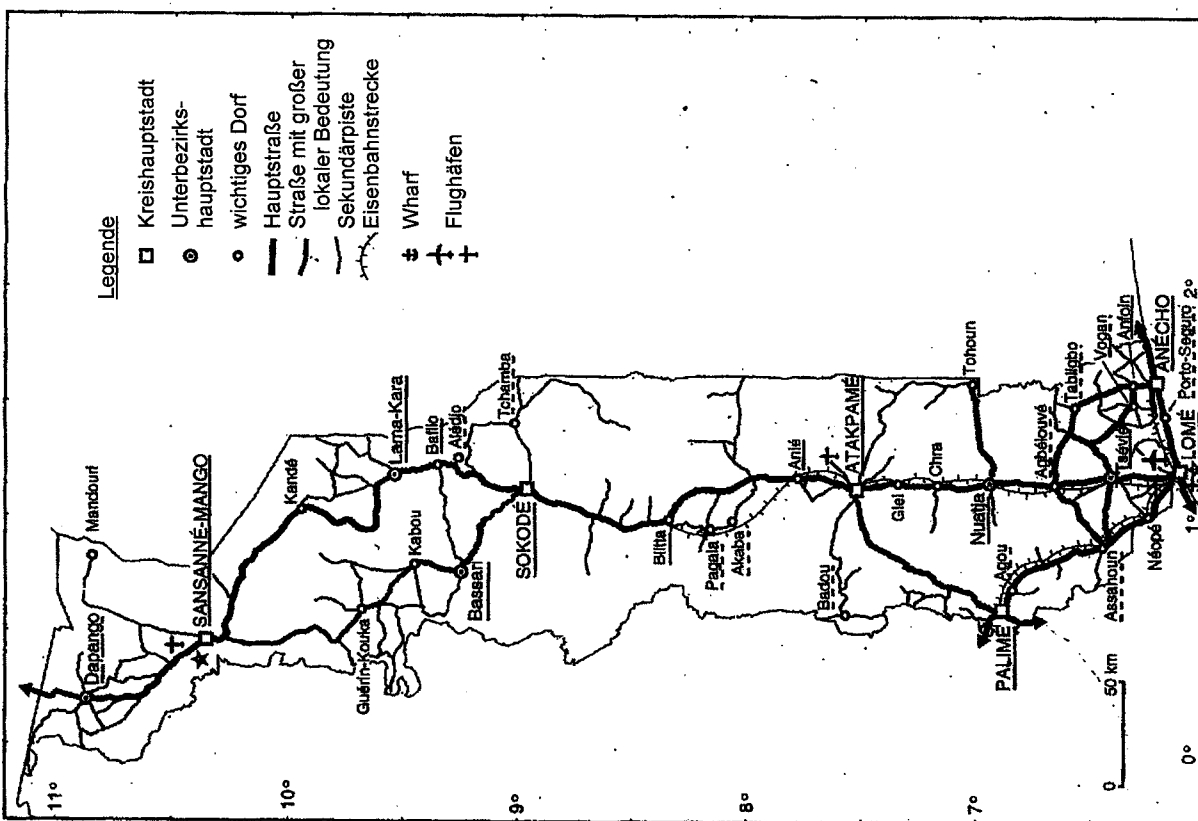 Legende
Kreishauptstadt
Unterbezirks-
hauptstadt
wichtiges Dorf
Hauptstraße
Straße mit großer
lokaler Bedeutung
Sekundärpiste
Eisenbahnstrecke
Wharf
Flughäfen
11°
10°
9°
8°
7°
0°
1°
2°
0
50 km
Dapango
Mandouri
SANSANNÉ-MANGO
Kandé
Guérin-Kouka
Kabou
Bassari
Lama-Kara
Bafilo
Alédjo
Tchamba
SOKODÉ
Blitta
Pagala
Akaba
Anié
ATAKPAMÉ
Badou
Glei
Chra
Nuatja
Tohoun
Agou
PALIMÉ
Agbélouvé
Tabligbo
Vogan
Anfoin
Tsévié
Assahoun
Noépé
ANÉCHO
Porto-Seguro
LOMÉ